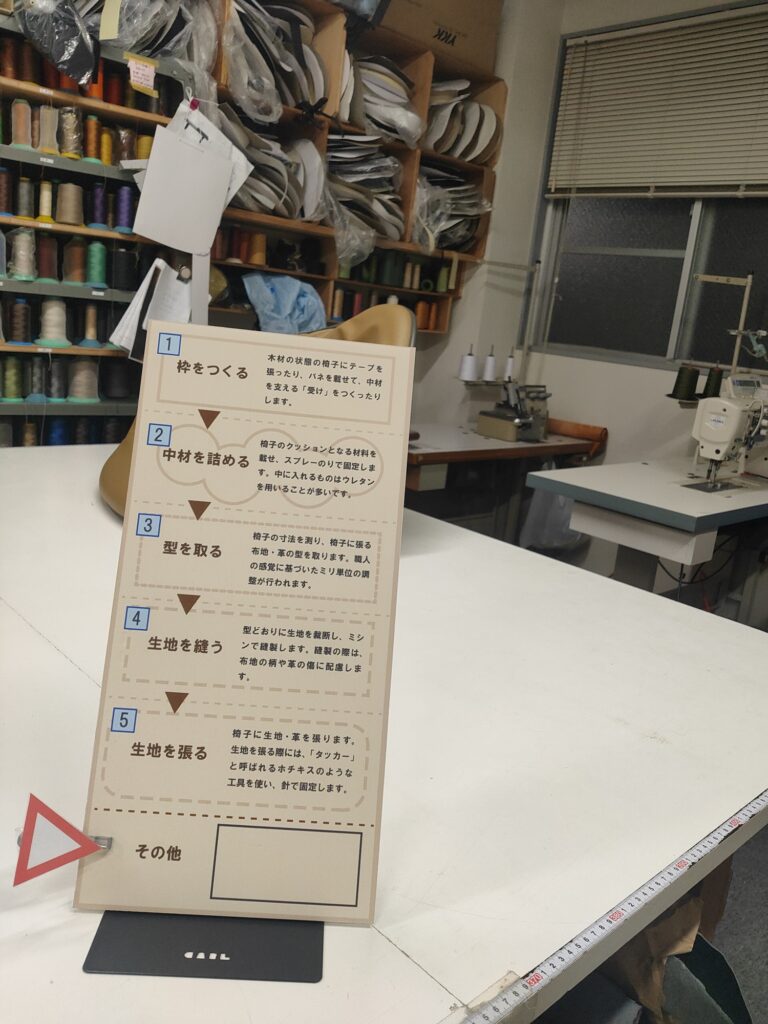 YKK
1
枠をつくる
木材の状態の椅子にテープを
張ったり、バネを載せて、中材
を支える「受け」をつくったり
します。
2
中材を詰める
椅子のクッションとなる材料を
載せ、スプレーのりで固定しま
す。中に入れるものはウレタン
を用いることが多いです。
3
型を取る
椅子の寸法を測り、椅子に張る
布地・革の型を取ります。職人
の感覚に基づいたミリ単位の調
整が行われます。
4
生地を縫う
型どおりに生地を裁断し、ミシ
ンで縫製します。縫製の際は、
布地の柄や革の傷に配慮しま
す。
5
生地を張る
椅子に生地・革を張ります。
生地を張る際には、「タッカー」
と呼ばれるホチキスのような
工具を使い、針で固定します。
その他